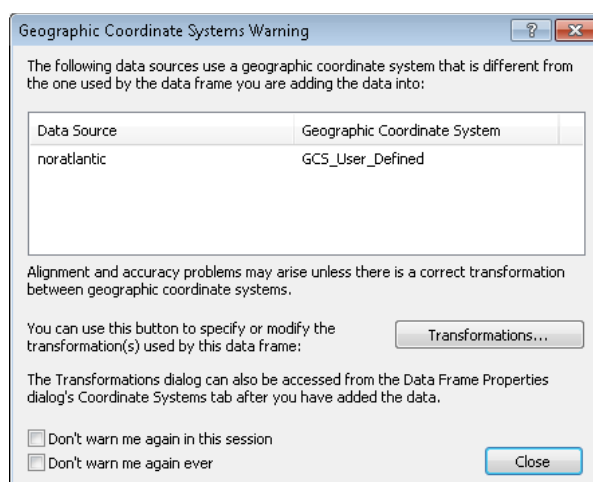 Geographic Coordinate Systems Warning
The following data sources use a geographic coordinate system that is different from
the one used by the data frame you are adding the data into:
Data Source Geographic Coordinate System
noratlantic GCS_User_Defined
Alignment and accuracy problems may arise unless there is a correct transformation
between geographic coordinate systems.
You can use this button to specify or modify the
transformation(s) used by this data frame:
Transformations...
The Transformations dialog can also be accessed from the Data Frame Properties
dialog's Coordinate Systems tab after you have added the data.
Don't warn me again in this session
Don't warn me again ever
Close